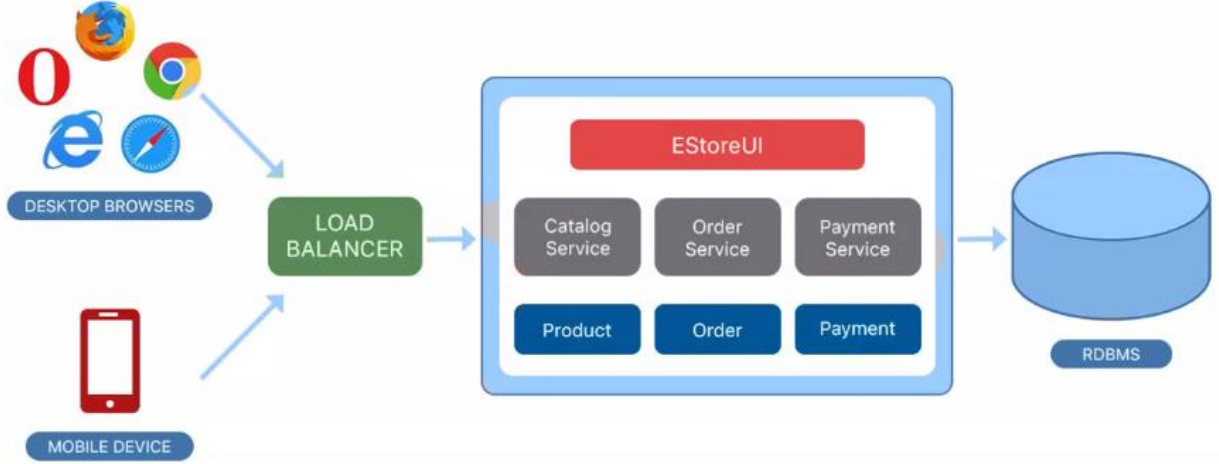 DESKTOP BROWSERS
LOAD
BALANCER
MOBILE DEVICE
EStoreUI
Catalog
Service
Order
Service
Payment
Service
Product
Order
Payment
RDBMS